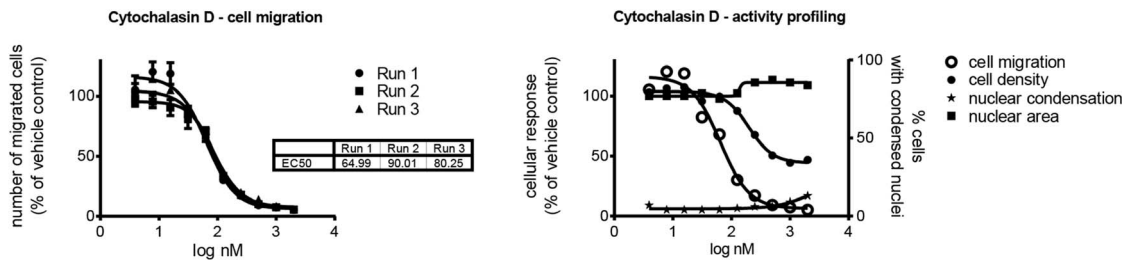 Cytochalasin D - cell migration
number of migrated cells
(% of vehicle control)
100
50
0
0
1
2
3
4
log nM
Run 1
Run 2
Run 3
Run 1 Run 2 Run 3
EC50 64.99 90.01 80.25
Cytochalasin D - activity profiling
cellular response
(% of vehicle control)
100
50
0
0
1
2
3
4
log nM
100
50
0
% cells
with condensed nuclei
cell migration
cell density
nuclear condensation
nuclear area